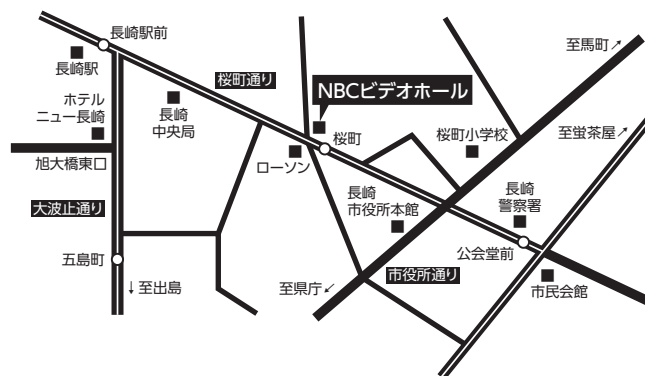 長崎駅前
長崎駅
桜町通り
NBCビデオホール
至馬町↗
ホテル
ニュー長崎
長崎
中央局
桜町
桜町小学校
至蛍茶屋↗
旭大橋東口
ローソン
大波止通り
長崎
市役所本館
長崎
警察署
五島町
公会堂前
↓至出島
至県庁↙
市役所通り
市民会館